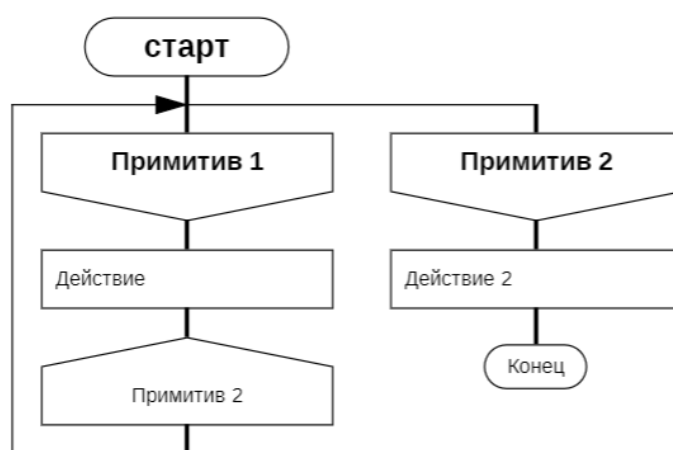 старт
Примитив 1
Действие
Примитив 2
Примитив 2
Действие 2
Конец